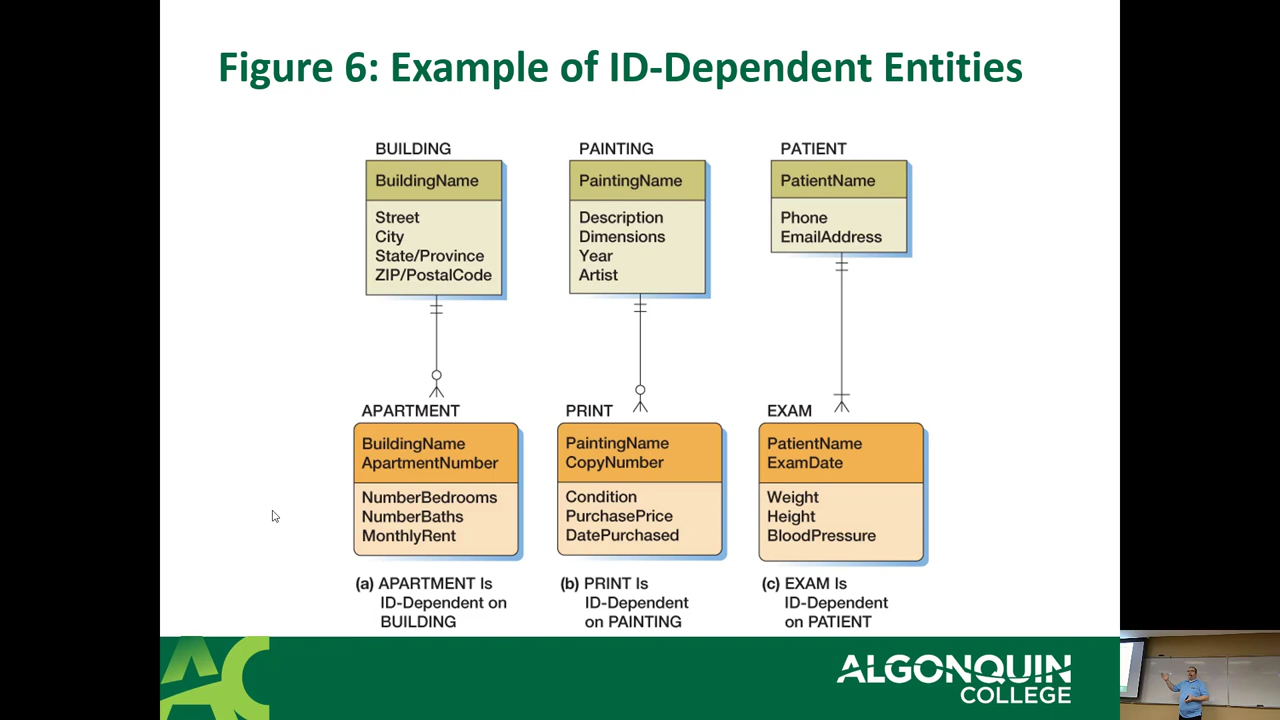 Figure 6: Example of ID-Dependent Entities
BUILDING
BuildingName
Street
City
State/Province
ZIP/PostalCode
PAINTING
PaintingName
Description
Dimensions
Year
Artist
PATIENT
PatientName
Phone
EmailAddress
APARTMENT
BuildingName
ApartmentNumber
NumberBedrooms
NumberBaths
MonthlyRent
PRINT
PaintingName
CopyNumber
Condition
PurchasePrice
DatePurchased
EXAM
PatientName
ExamDate
Weight
Height
BloodPressure
(a) APARTMENT Is
ID-Dependent on
BUILDING
(b) PRINT Is
ID-Dependent
on PAINTING
(c) EXAM Is
ID-Dependent
on PATIENT
AC
ALGONQUIN
COLLEGE